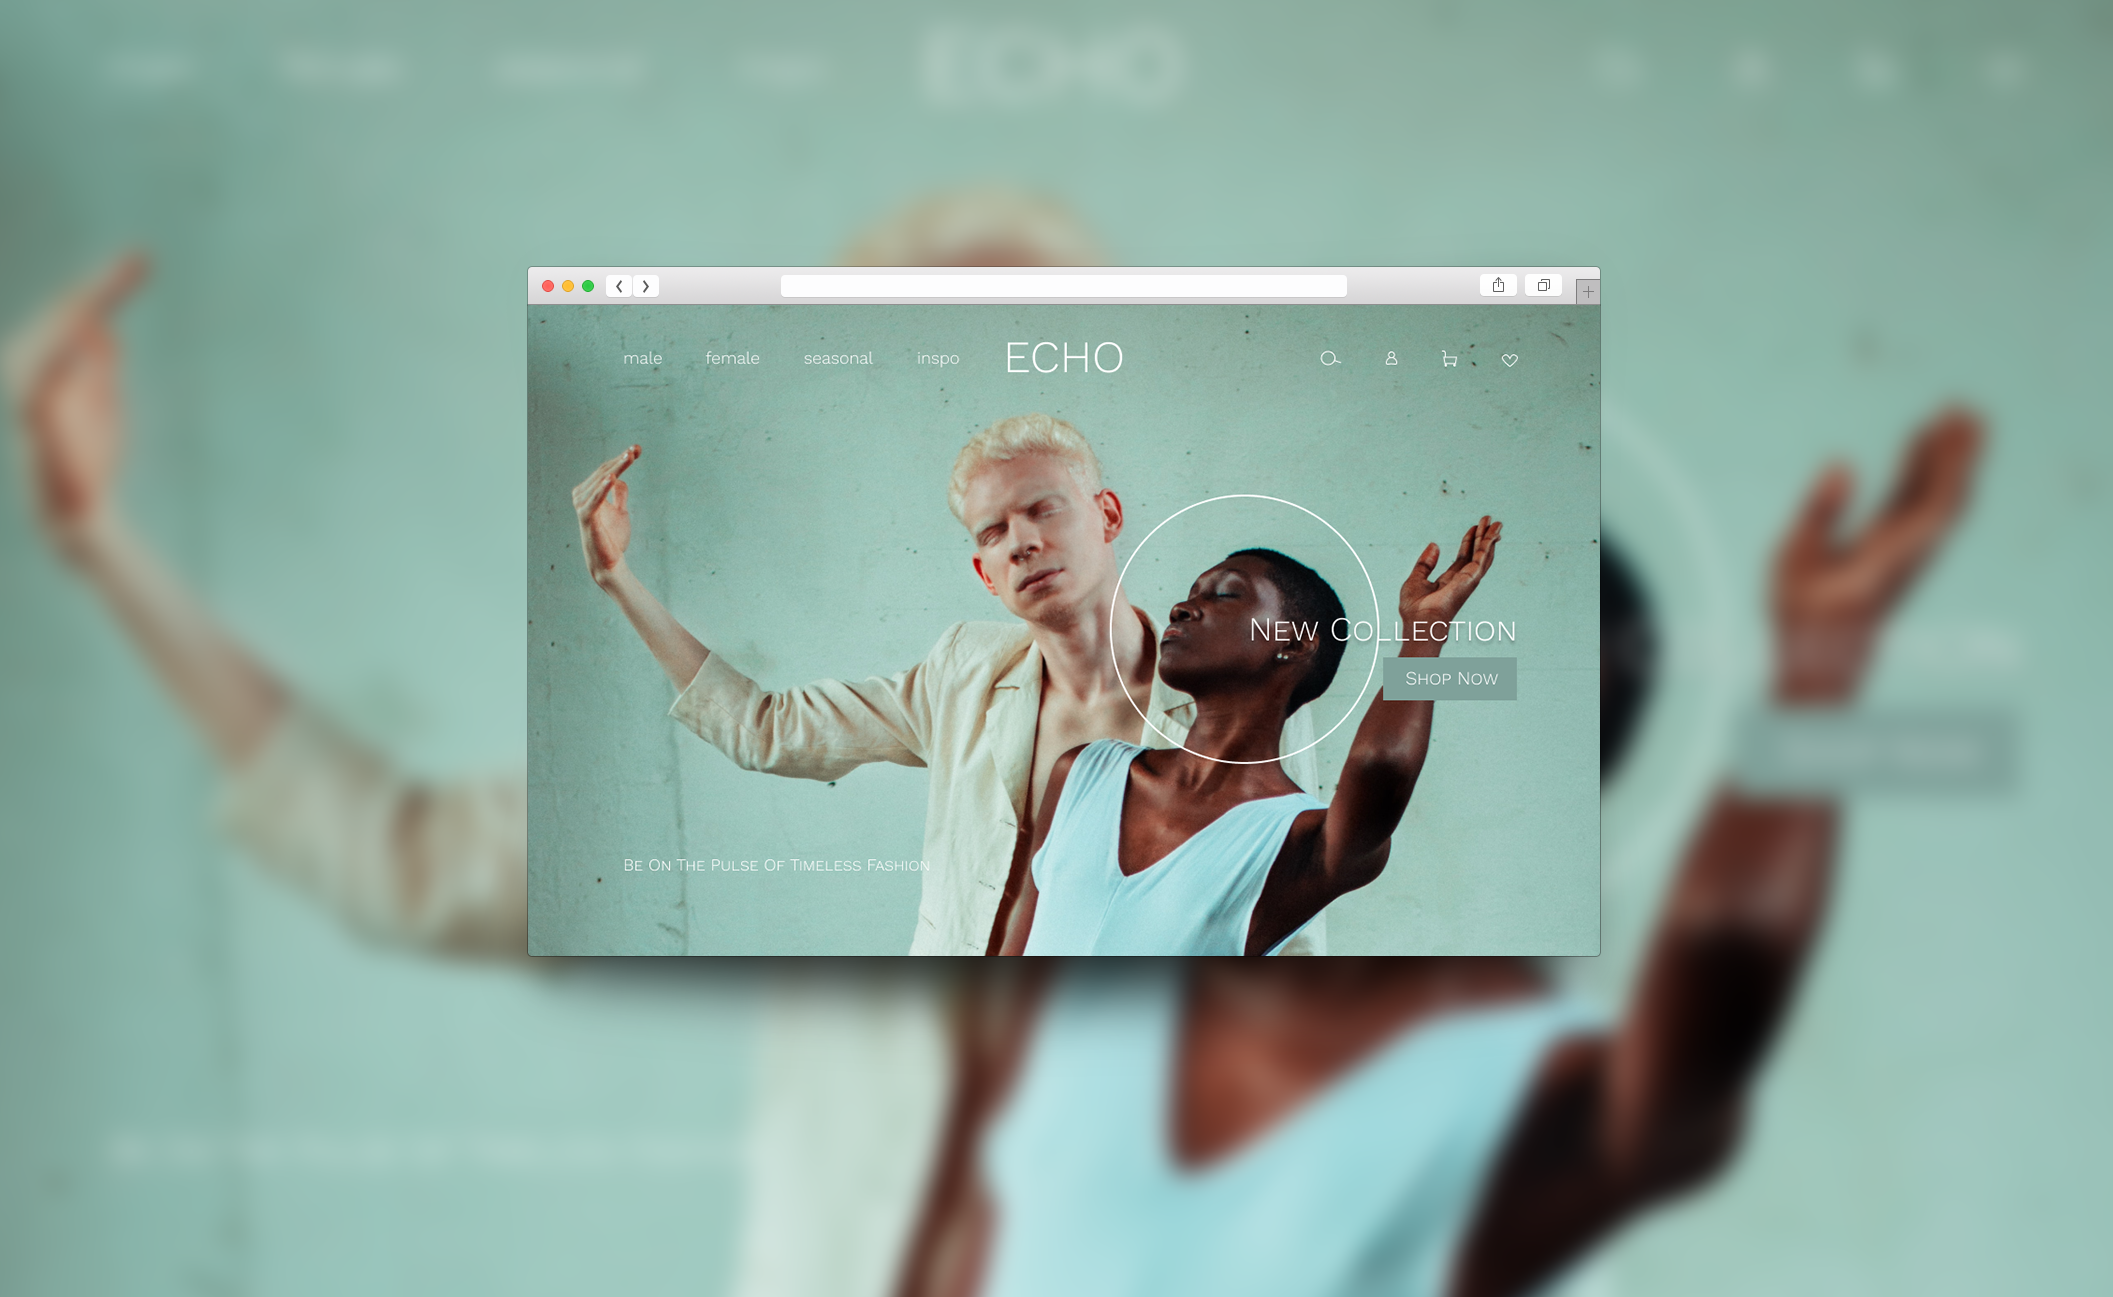 male female seasonal inspo ECHO
New Collection
Shop Now
Be On The Pulse Of Timeless Fashion